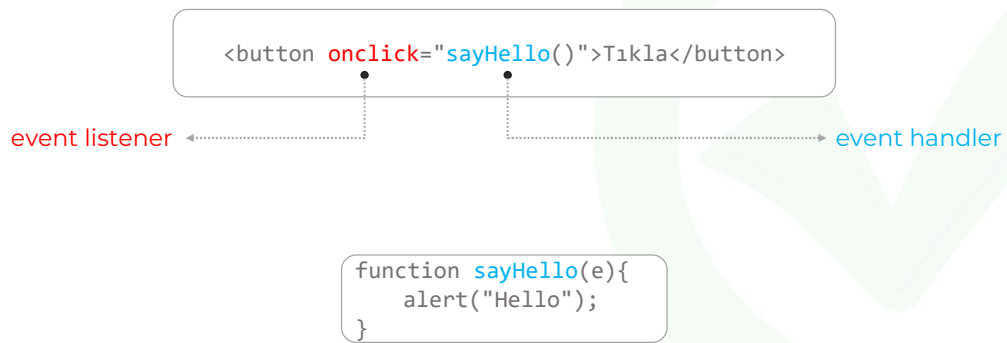 <button onclick="sayHello()">Tıkla</button>
event listener
event handler
function sayHello(e){
alert("Hello");
}